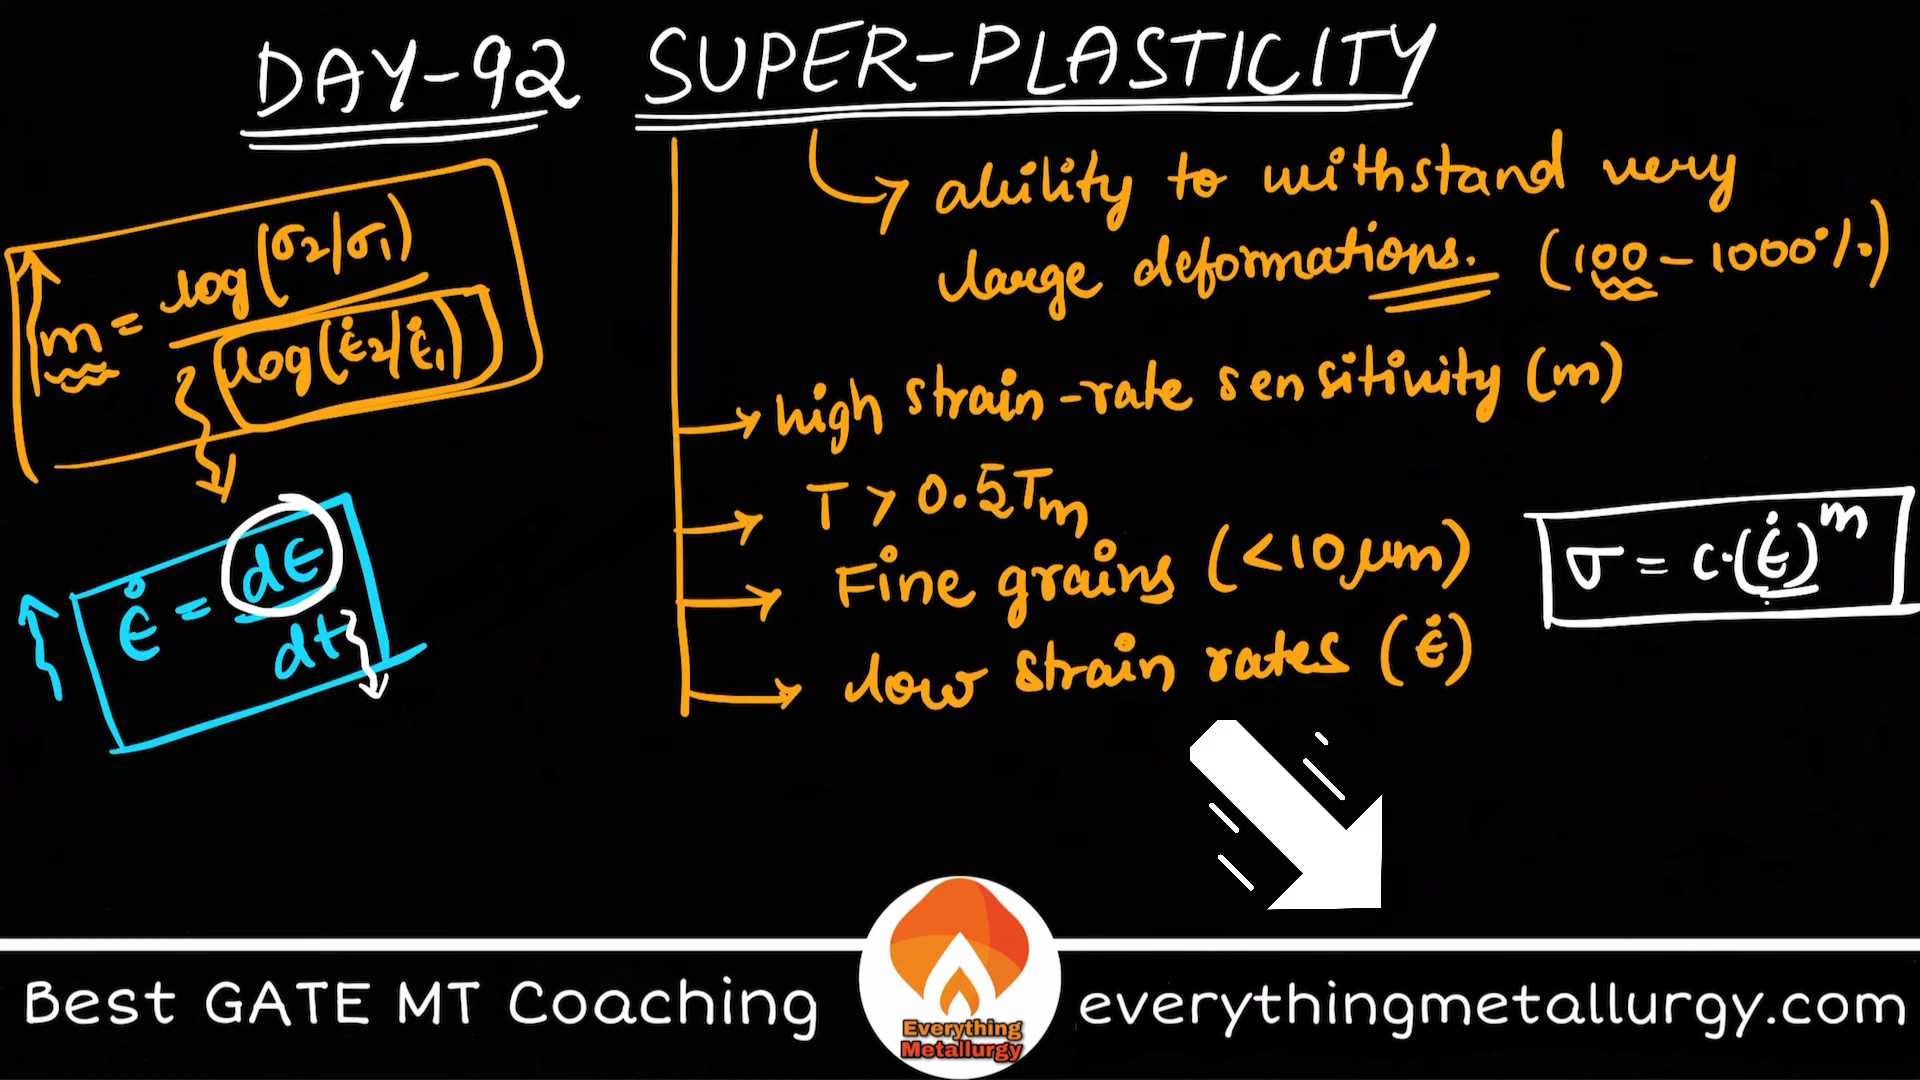 DAY-92 SUPER-PLASTICITY
ability to withstand very
large deformations. (100-1000%)
m = log(σ2/σ1)
log(ε̇2/ε̇1)
high strain-rate sensitivity (m)
T > 0.5Tm
Fine grains (<10μm)
low strain rates (ε̇)
σ = C·(ε̇)^m
ε̇ = dε
dt
Best GATE MT Coaching
Everything
Metallurgy
everythingmetallurgy.com